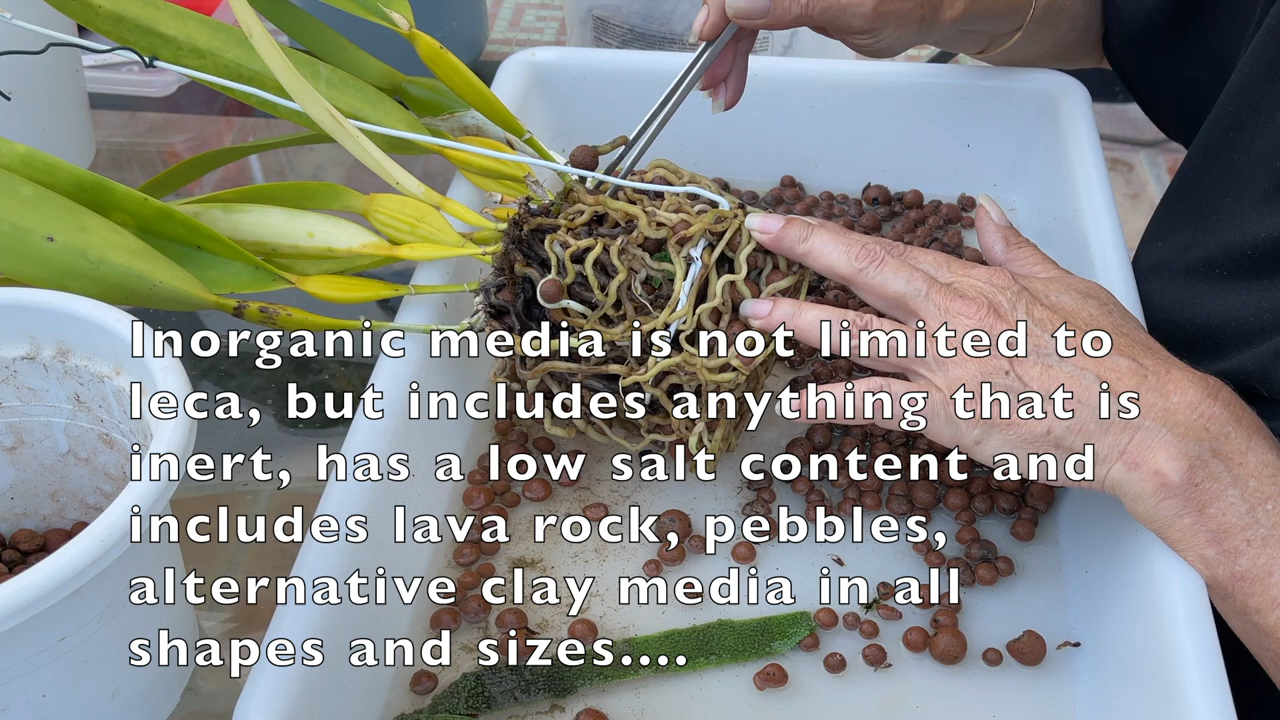 Inorganic media is not limited to
leca, but includes anything that is
inert, has a low salt content and
includes lava rock, pebbles,
alternative clay media in all
shapes and sizes....